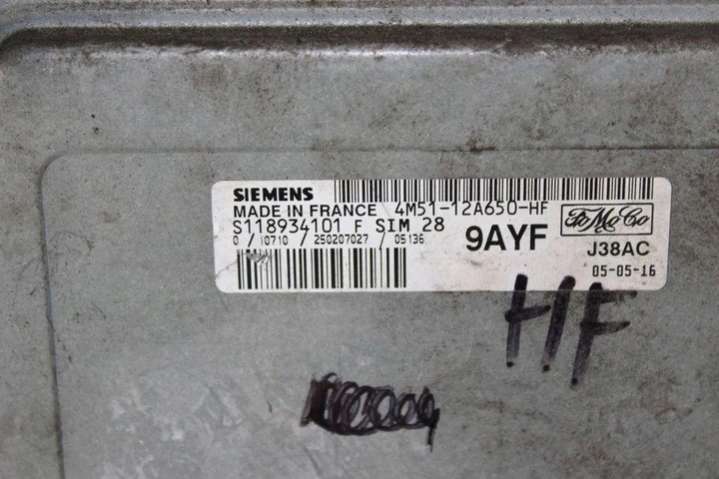 SIEMENS
MADE IN FRANCE 4M51-12A650-HF
S118934101 F SIM 28
0 / 10710 / 250207027 / 05136
9AYF
FoMoCo
J38AC
05-05-16
HF